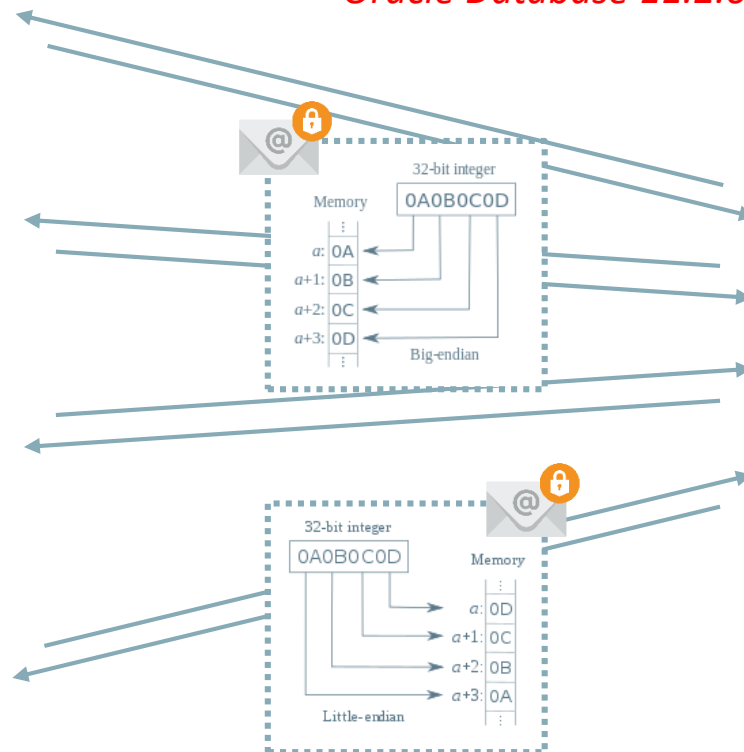 32-bit integer
Memory
0A0B0C0D
⋮
a: 0A
a+1: 0B
a+2: 0C
a+3: 0D
⋮
Big-endian
32-bit integer
0A0B0C0D
Memory
⋮
a: 0D
a+1: 0C
a+2: 0B
a+3: 0A
⋮
Little-endian